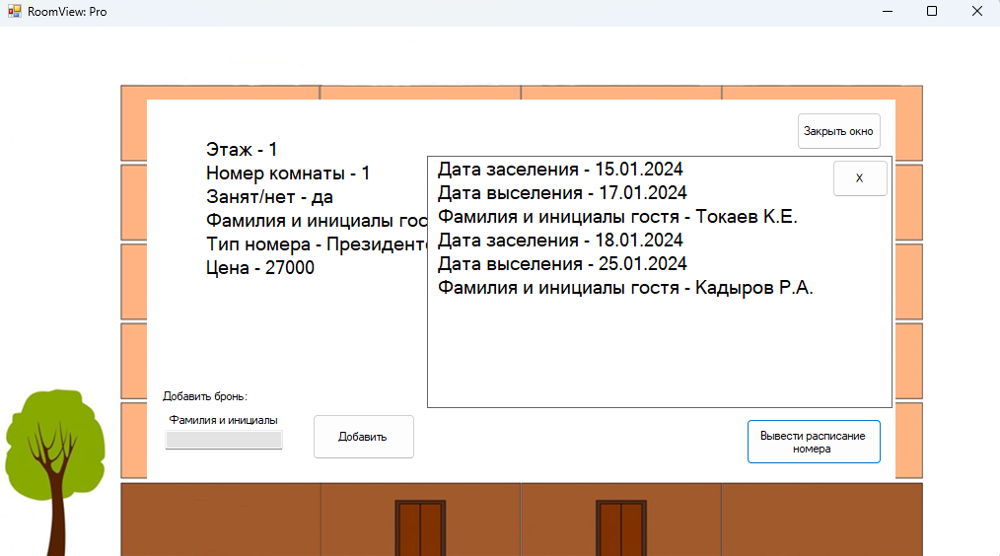 RoomView: Pro
Закрыть окно
Этаж - 1
Номер комнаты - 1
Занят/нет - да
Фамилия и инициалы гос
Тип номера - Президент
Цена - 27000
Дата заселения - 15.01.2024
X
Дата выселения - 17.01.2024
Фамилия и инициалы гостя - Токаев К.Е.
Дата заселения - 18.01.2024
Дата выселения - 25.01.2024
Фамилия и инициалы гостя - Кадыров Р.А.
Добавить бронь:
Фамилия и инициалы
Добавить
Вывести расписание
номера